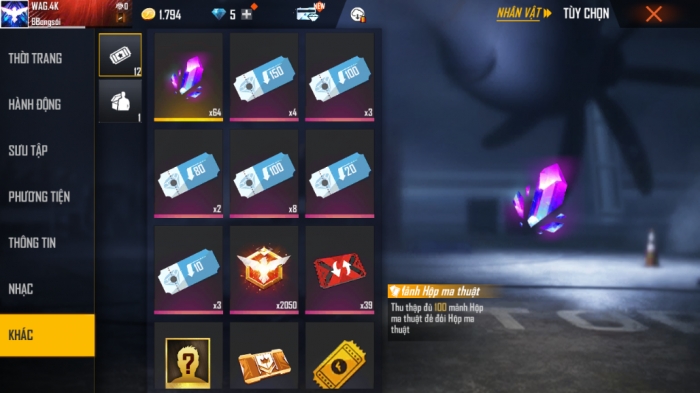 WAG.4K
0
1.794
5
NEW
NHÂN VẬT
TÙY CHỌN
GBongsói
THỜI TRANG
HÀNH ĐỘNG
SƯU TẬP
PHƯƠNG TIỆN
THÔNG TIN
NHẠC
KHÁC
12
1
x64
150
x4
100
x3
80
x2
100
x8
20
10
x3
x2050
x39
?
Mảnh Hộp ma thuật
Thu thập đủ 100 mảnh Hộp
ma thuật để đổi Hộp ma
thuật